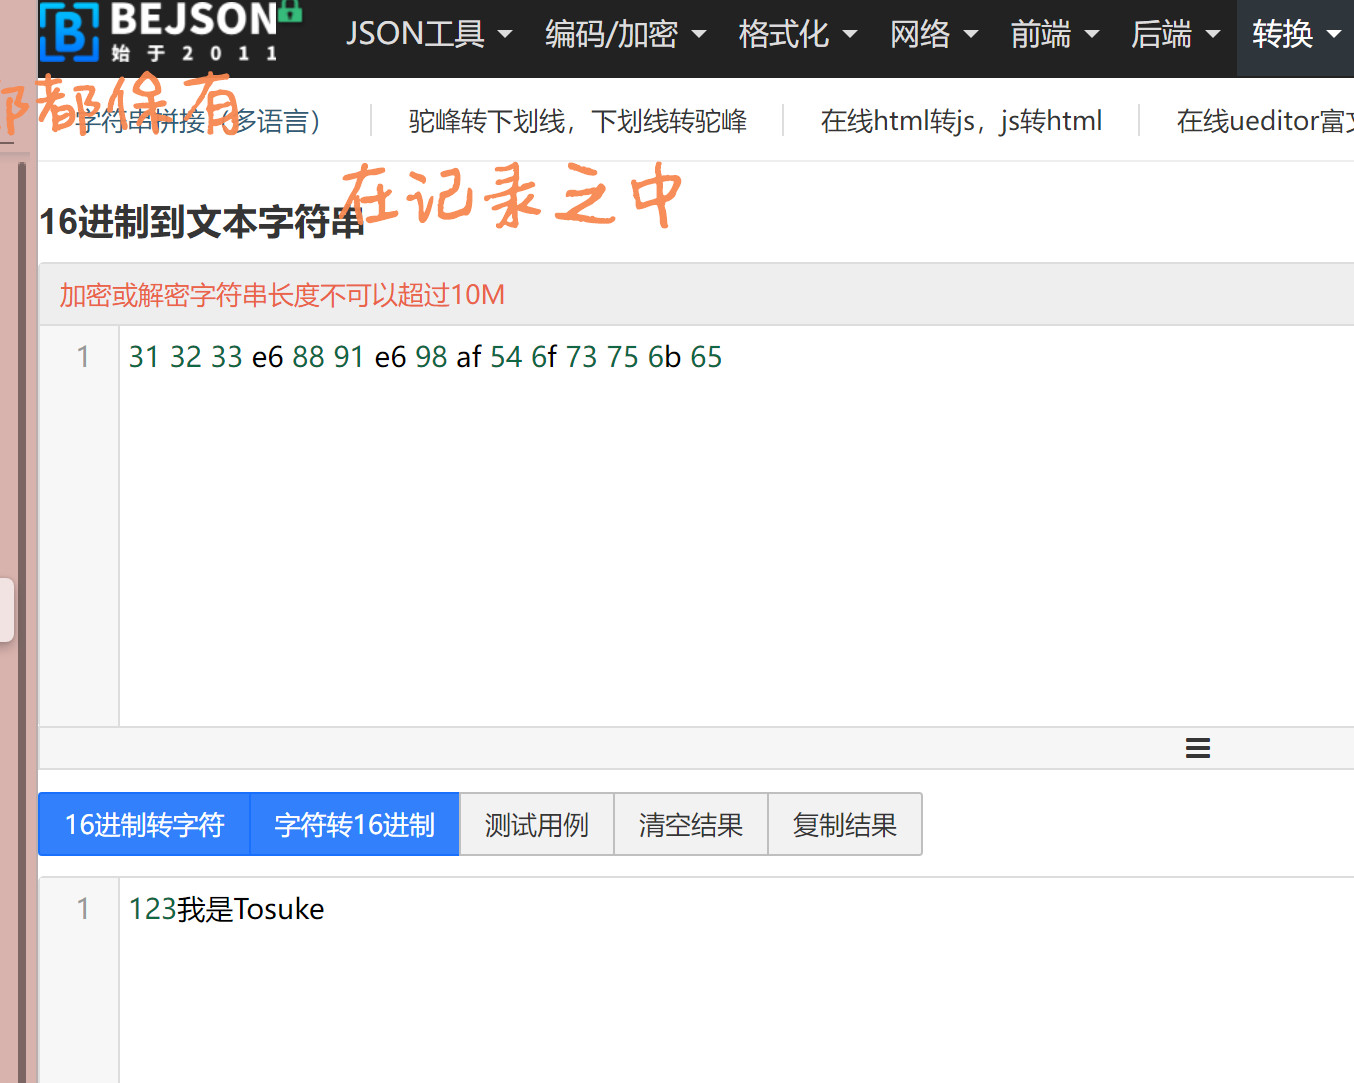 BEJSON
始于2011
JSON工具 编码/加密 格式化 网络 前端 后端 转换
都保有
字符串拼接（多语言） 驼峰转下划线，下划线转驼峰 在线html转js，js转html 在线ueditor富
在记录之中
16进制到文本字符串
加密或解密字符串长度不可以超过10M
1 31 32 33 e6 88 91 e6 98 af 54 6f 73 75 6b 65
16进制转字符 字符转16进制 测试用例 清空结果 复制结果
1 123我是Tosuke